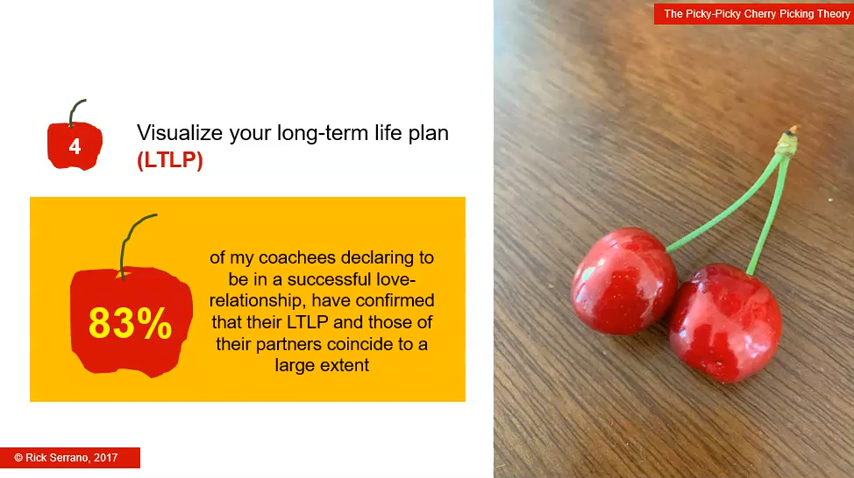 The Picky-Picky Cherry Picking Theory
4
Visualize your long-term life plan
(LTLP)
83%
of my coachees declaring to
be in a successful love-
relationship, have confirmed
that their LTLP and those of
their partners coincide to a
large extent
© Rick Serrano, 2017